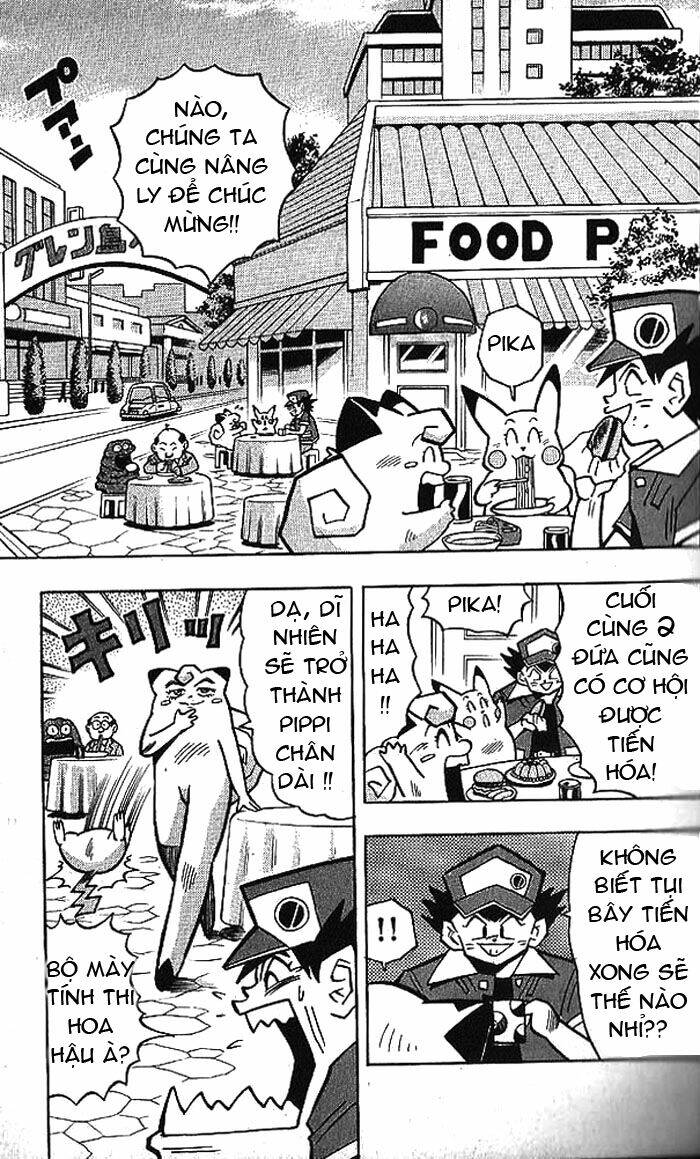 プァーン
NÀO,
CHÚNG TA
CÙNG NÂNG
LY ĐỂ CHÚC
MỪNG!!
グレン島
FOOD P
PIKA
CUỐI
CÙNG 2
ĐỨA CŨNG
CÓ CƠ HỘI
ĐƯỢC
TIẾN
HÓA!
PIKA!
HA
HA
HA
!!
KHÔNG
BIẾT TỤI
BÂY TIẾN
HÓA
XONG SẼ
THẾ NÀO
NHỈ??
!!
DẠ, DĨ
NHIÊN
SẼ TRỞ
THÀNH
PIPPI
CHÂN
DÀI !!
キリッ
BỘ MÀY
TÍNH THI
HOA
HẬU À?